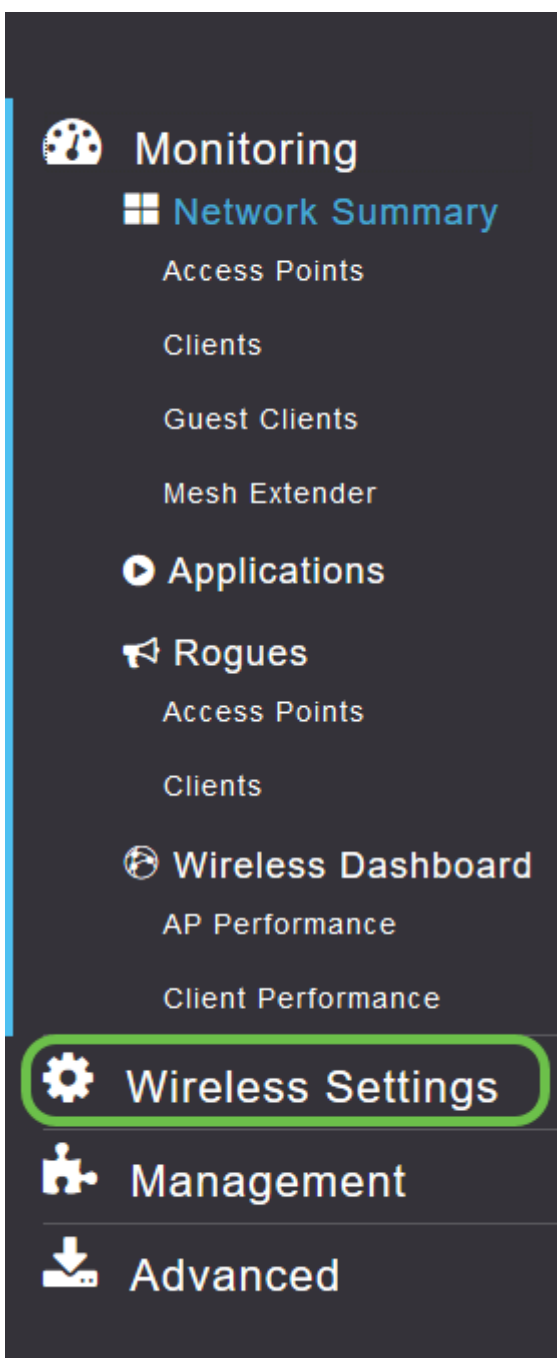 Monitoring
Network Summary
Access Points
Clients
Guest Clients
Mesh Extender
Applications
Rogues
Access Points
Clients
Wireless Dashboard
AP Performance
Client Performance
Wireless Settings
Management
Advanced